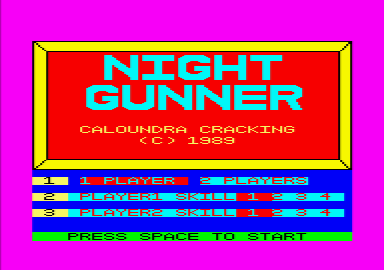 NIGHT
GUNNER
CALOUNDRA CRACKING
(C) 1989
1 1 PLAYER 2 PLAYERS
2 PLAYER1 SKILL 1 2 3 4
3 PLAYER2 SKILL 1 2 3 4
PRESS SPACE TO START